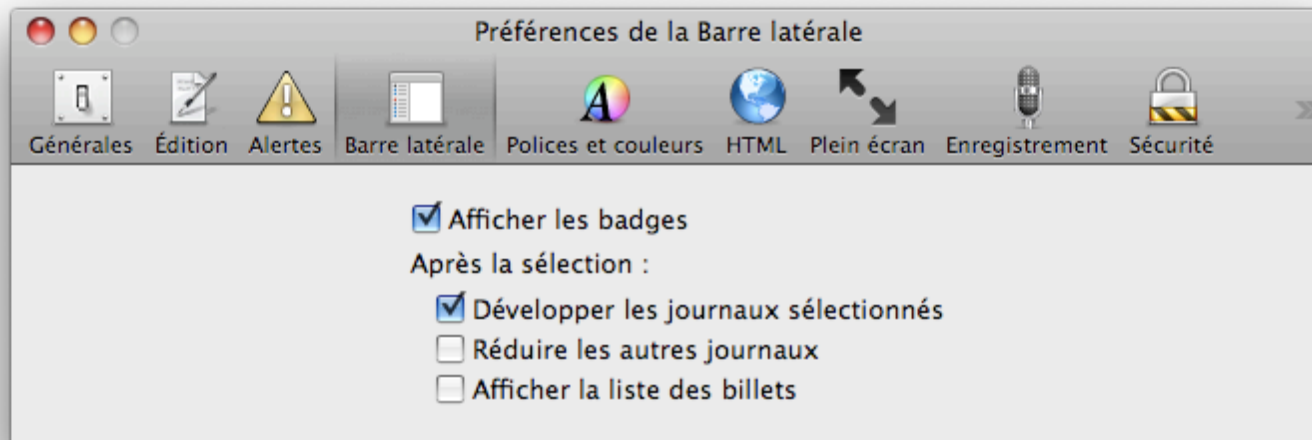 Préférences de la Barre latérale
Générales Édition Alertes Barre latérale Polices et couleurs HTML Plein écran Enregistrement Sécurité
Afficher les badges
Après la sélection :
Développer les journaux sélectionnés
Réduire les autres journaux
Afficher la liste des billets